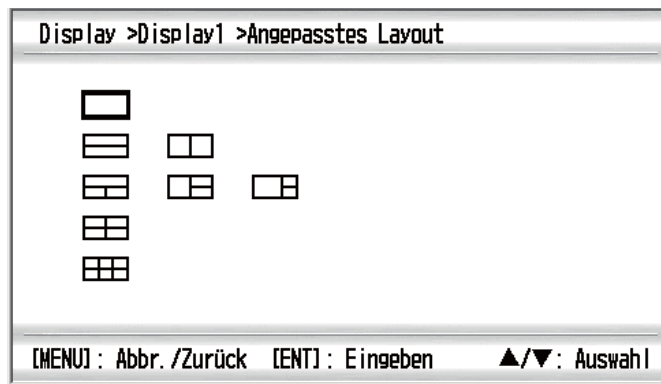 Display >Display1 >Angepasstes Layout
[MENU]: Abbr./Zurück [ENT]: Eingeben ▲/▼: Auswahl